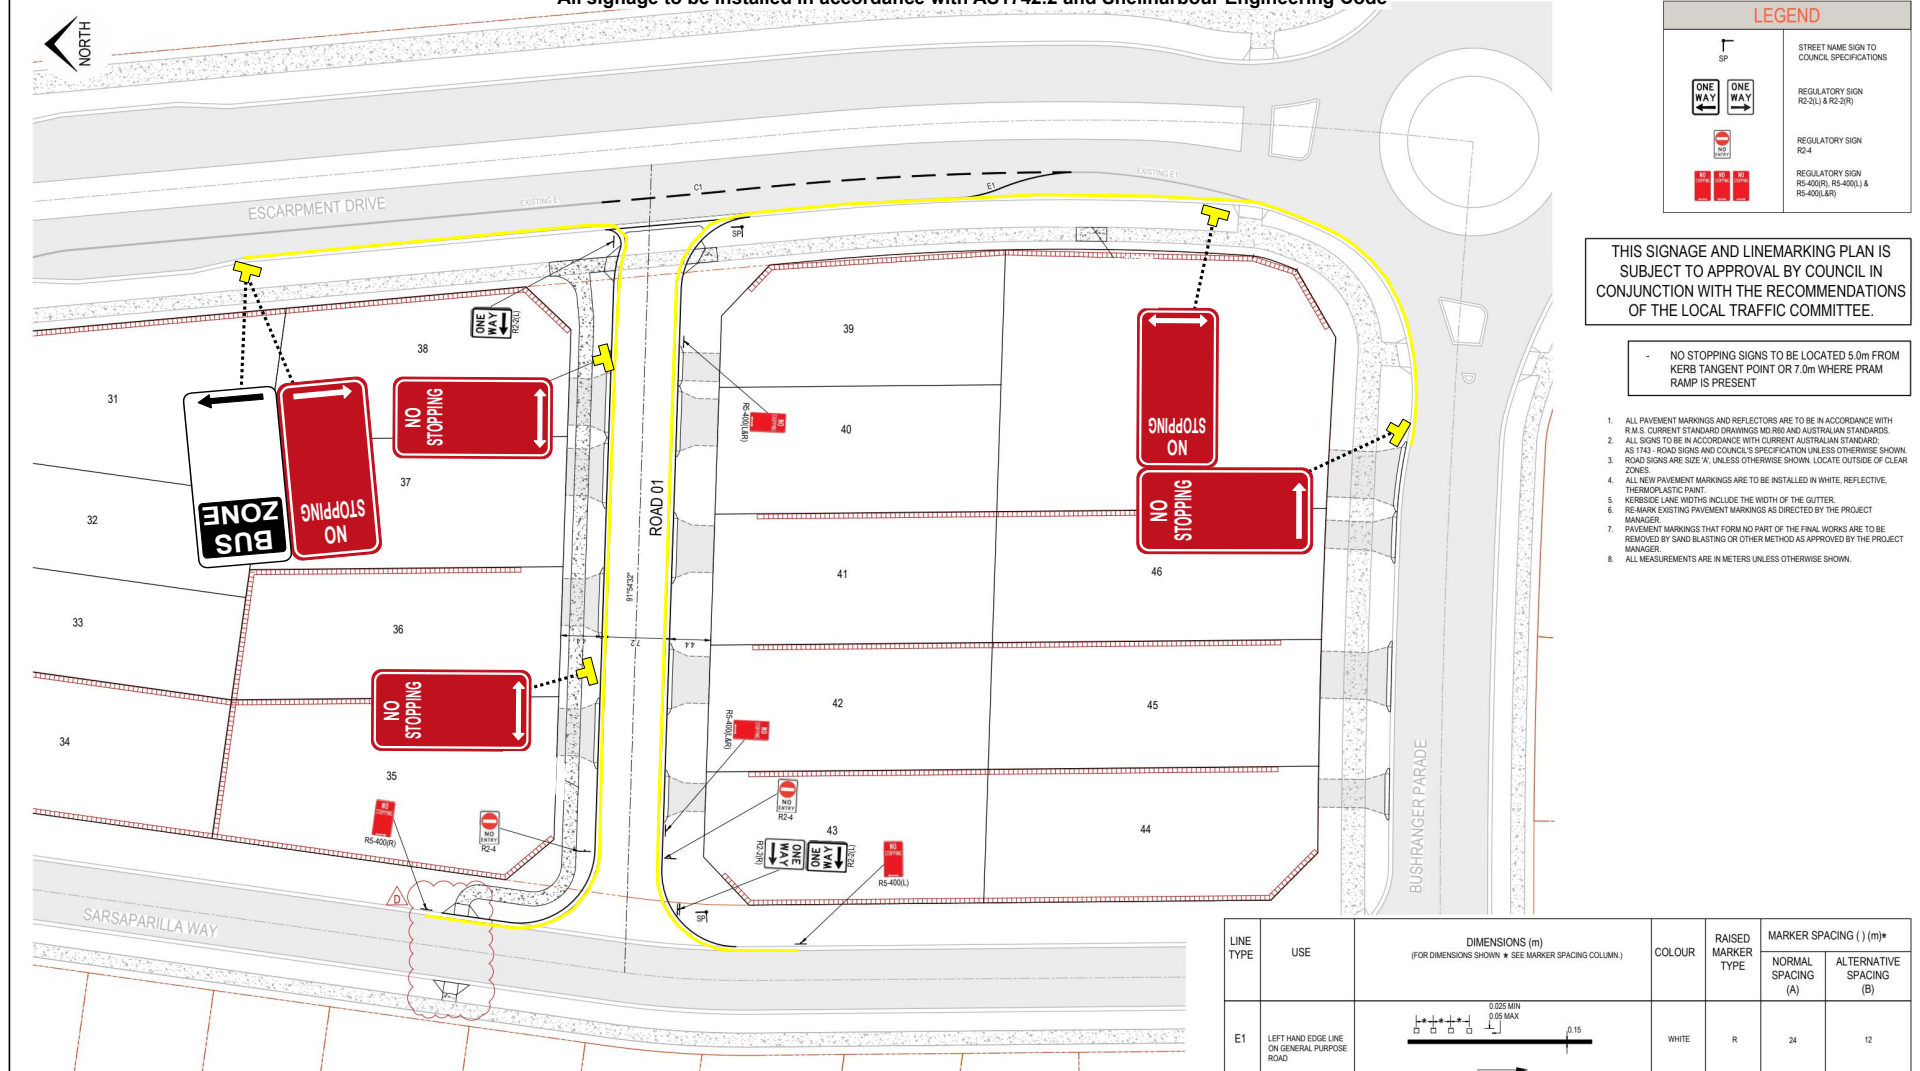 All signage to be installed in accordance with AS1742.2 and Shellharbour Engineering Code
NORTH
ESCARPMENT DRIVE
EXISTING E1
C1
E1
EXISTING E1
SP
SP
ROAD 01
91°54'32"
4.4
7.2
4.4
SARSAPARILLA WAY
BUSHRANGER PARADE
31
32
33
34
35
36
37
38
39
40
41
42
43
44
45
46
BUS
ZONE
NO
STOPPING
NO
STOPPING
NO
STOPPING
NO
STOPPING
NO
STOPPING
ONE
WAY
R2-2(L)
NO
STOPPING
R5-400(L&R)
NO
STOPPING
R5-400(L&R)
NO
STOPPING
R5-400(R)
NO
ENTRY
R2-4
NO
ENTRY
R2-4
R2-2(R)
ONE
WAY
ONE
WAY
R2-2(L)
NO
STOPPING
R5-400(L)
D
LEGEND
SP
STREET NAME SIGN TO
COUNCIL SPECIFICATIONS
ONE
WAY
ONE
WAY
REGULATORY SIGN
R2-2(L) & R2-2(R)
NO
ENTRY
REGULATORY SIGN
R2-4
NO
STOPPING
NO
STOPPING
NO
STOPPING
REGULATORY SIGN
R5-400(R), R5-400(L) &
R5-400(L&R)
THIS SIGNAGE AND LINEMARKING PLAN IS
SUBJECT TO APPROVAL BY COUNCIL IN
CONJUNCTION WITH THE RECOMMENDATIONS
OF THE LOCAL TRAFFIC COMMITTEE.
- NO STOPPING SIGNS TO BE LOCATED 5.0m FROM
KERB TANGENT POINT OR 7.0m WHERE PRAM
RAMP IS PRESENT
1. ALL PAVEMENT MARKINGS AND REFLECTORS ARE TO BE IN ACCORDANCE WITH
R.M.S. CURRENT STANDARD DRAWINGS MD.R60 AND AUSTRALIAN STANDARDS.
2. ALL SIGNS TO BE IN ACCORDANCE WITH CURRENT AUSTRALIAN STANDARD;
AS 1743 - ROAD SIGNS AND COUNCIL'S SPECIFICATION UNLESS OTHERWISE SHOWN.
3. ROAD SIGNS ARE SIZE 'A', UNLESS OTHERWISE SHOWN. LOCATE OUTSIDE OF CLEAR
ZONES.
4. ALL NEW PAVEMENT MARKINGS ARE TO BE INSTALLED IN WHITE, REFLECTIVE,
THERMOPLASTIC PAINT.
5. KERBSIDE LANE WIDTHS INCLUDE THE WIDTH OF THE GUTTER.
6. RE-MARK EXISTING PAVEMENT MARKINGS AS DIRECTED BY THE PROJECT
MANAGER.
7. PAVEMENT MARKINGS THAT FORM NO PART OF THE FINAL WORKS ARE TO BE
REMOVED BY SAND BLASTING OR OTHER METHOD AS APPROVED BY THE PROJECT
MANAGER.
8. ALL MEASUREMENTS ARE IN METERS UNLESS OTHERWISE SHOWN.
LINE
TYPE
USE
DIMENSIONS (m)
(FOR DIMENSIONS SHOWN * SEE MARKER SPACING COLUMN.)
COLOUR
RAISED
MARKER
TYPE
MARKER SPACING ( ) (m)*
NORMAL
SPACING
(A)
ALTERNATIVE
SPACING
(B)
E1
LEFT HAND EDGE LINE
ON GENERAL PURPOSE
ROAD
0.025 MIN
0.05 MAX
0.15
WHITE
R
24
12